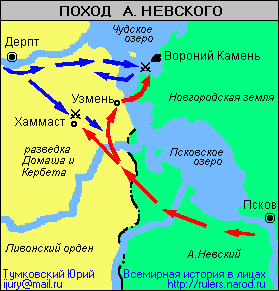 ПОХОД А.НЕВСКОГО
Чудское
озеро
Дерпт
Вороний Камень
Узмень
Новгородская земля
Хаммаст
разведка
Домаша и
Кербета
Псковское
озеро
Псков
Ливонский орден
А.Невский
Тумковский Юрий
ijury@mail.ru
Всемирная история в лицах
http://rulers.narod.ru